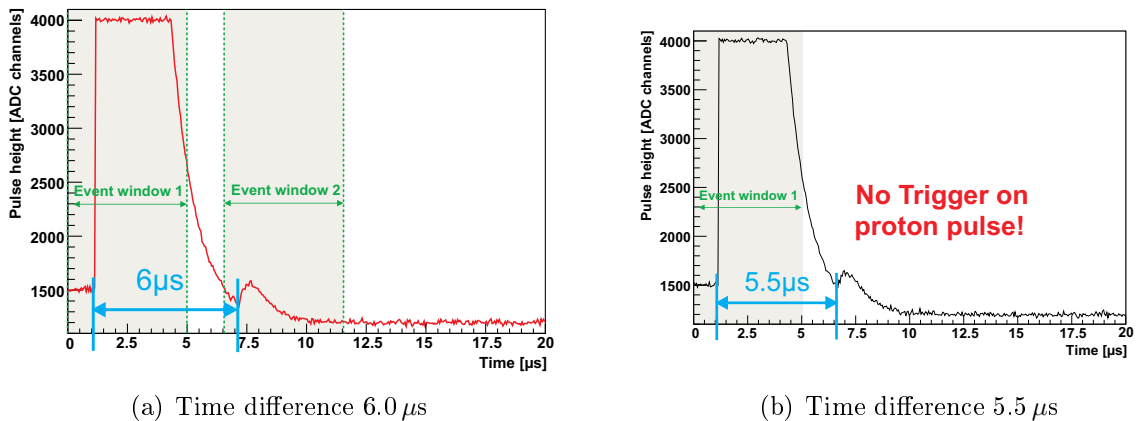 Pulse height [ADC channels]
4000
3500
3000
2500
2000
1500
Event window 1
Event window 2
6µs
0
2.5
5
7.5
10
12.5
15
17.5
20
Time [µs]
(a) Time difference 6.0 µs
Pulse height [ADC channels]
4000
3500
3000
2500
2000
1500
Event window 1
No Trigger on
proton pulse!
5.5µs
0
2.5
5
7.5
10
12.5
15
17.5
20
Time [µs]
(b) Time difference 5.5 µs